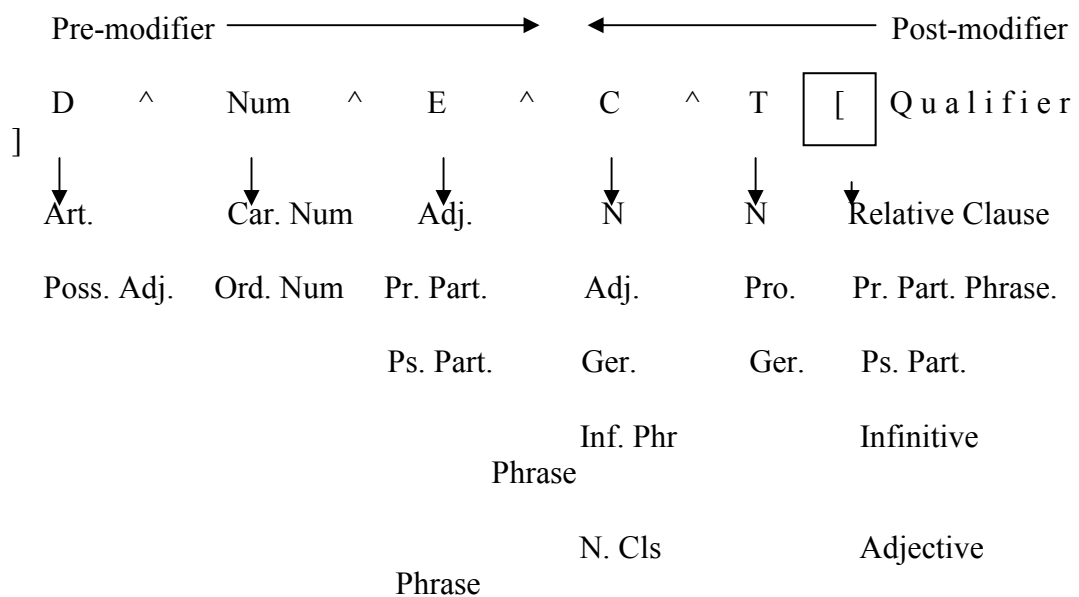 Pre-modifier Post-modifier
D ^ Num ^ E ^ C ^ T [ Qualifier
]
Art. Car. Num Adj. N N Relative Clause
Poss. Adj. Ord. Num Pr. Part. Adj. Pro. Pr. Part. Phrase.
Ps. Part. Ger. Ger. Ps. Part.
Inf. Phr Infinitive
Phrase
N. Cls Adjective
Phrase